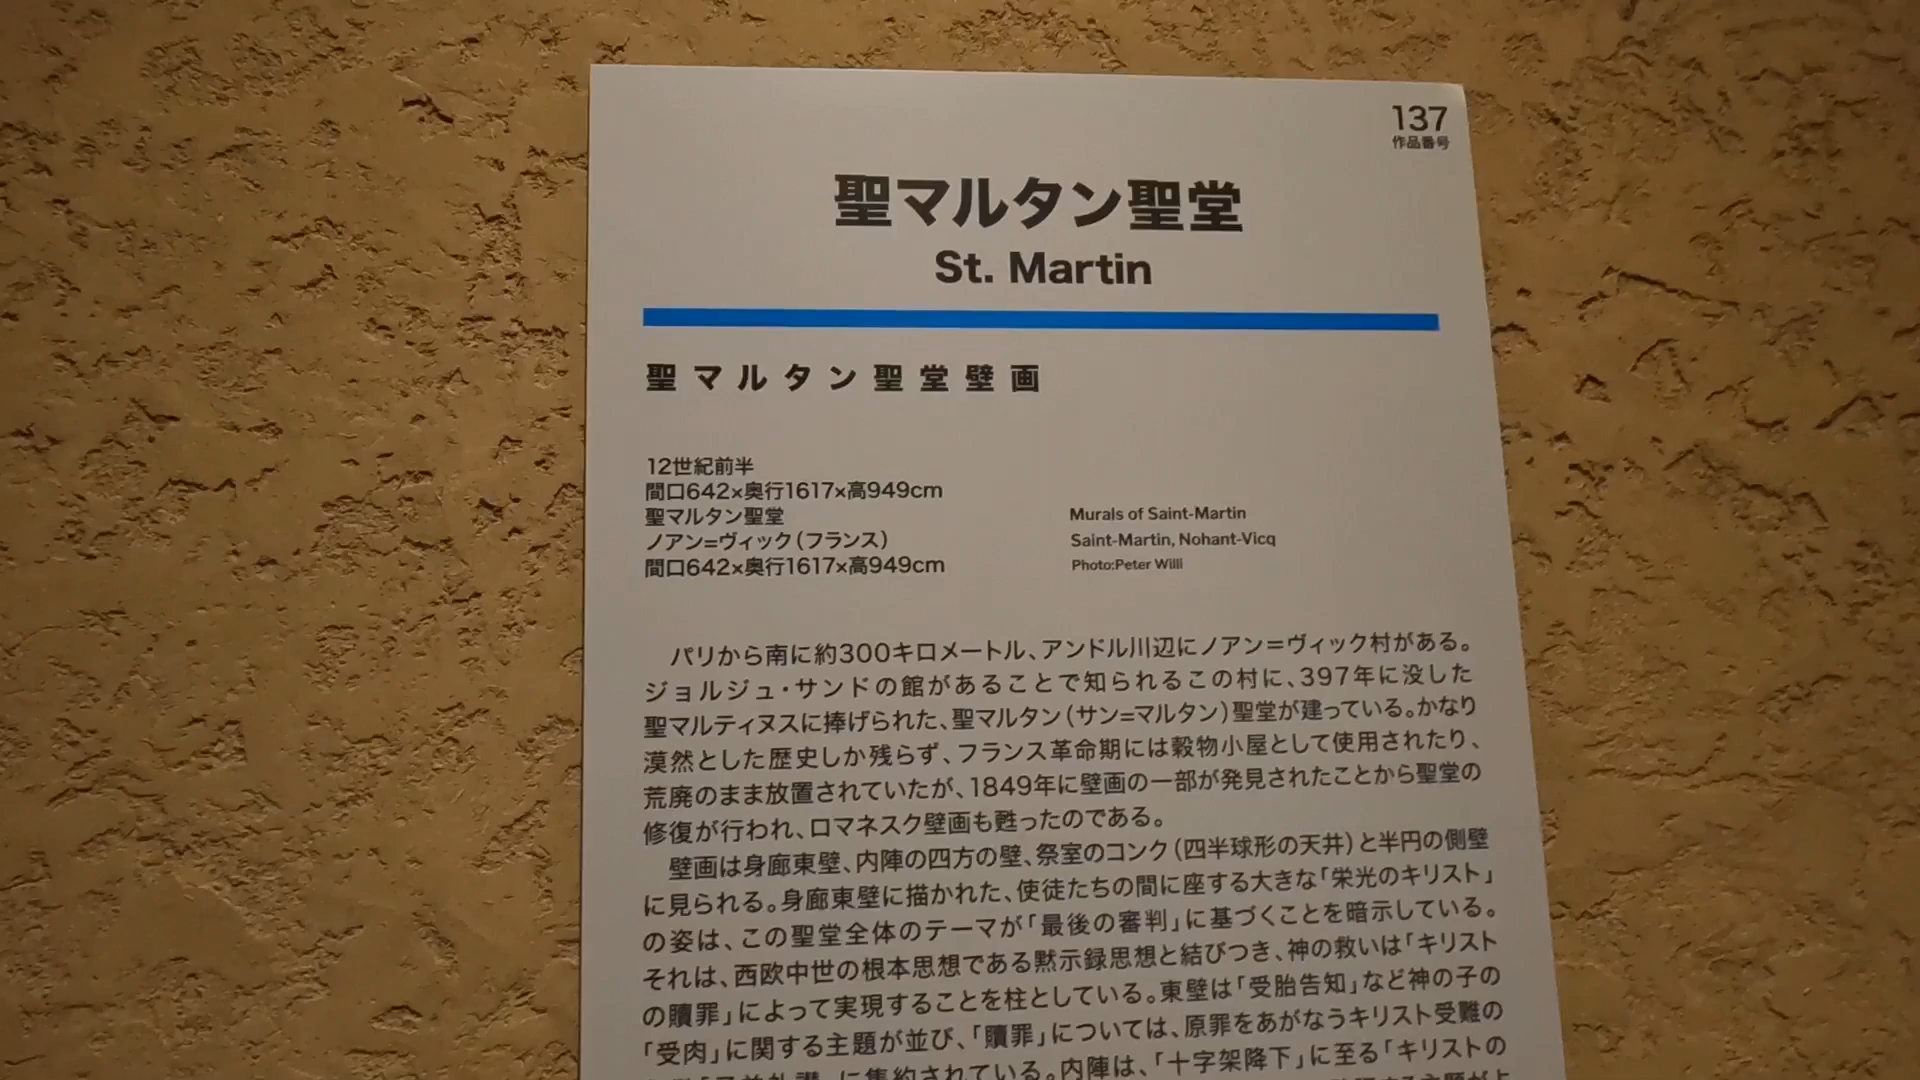 137
作品番号
聖マルタン聖堂
St. Martin
聖マルタン聖堂壁画
12世紀前半
間口642×奥行1617×高949cm
聖マルタン聖堂
ノアン=ヴィック(フランス)
間口642×奥行1617×高949cm
Murals of Saint-Martin
Saint-Martin, Nohant-Vicq
Photo:Peter Willi
パリから南に約300キロメートル、アンドル川辺にノアン=ヴィック村がある。
ジョルジュ・サンドの館があることで知られるこの村に、397年に没した
聖マルティヌスに捧げられた、聖マルタン(サン=マルタン)聖堂が建っている。かなり
漠然とした歴史しか残らず、フランス革命期には穀物小屋として使用されたり、
荒廃のまま放置されていたが、1849年に壁画の一部が発見されたことから聖堂の
修復が行われ、ロマネスク壁画も甦ったのである。
壁画は身廊東壁、内陣の四方の壁、祭室のコンク(四半球形の天井)と半円の側壁
に見られる。身廊東壁に描かれた、使徒たちの間に座する大きな「栄光のキリスト」
の姿は、この聖堂全体のテーマが「最後の審判」に基づくことを暗示している。
それは、西欧中世の根本思想である黙示録思想と結びつき、神の救いは「キリスト
の贖罪」によって実現することを柱としている。東壁は「受胎告知」など神の子の
「受肉」に関する主題が並び、「贖罪」については、原罪をあがなうキリスト受難の
に集約されている。内陣は、「十字架降下」に至る「キリストの